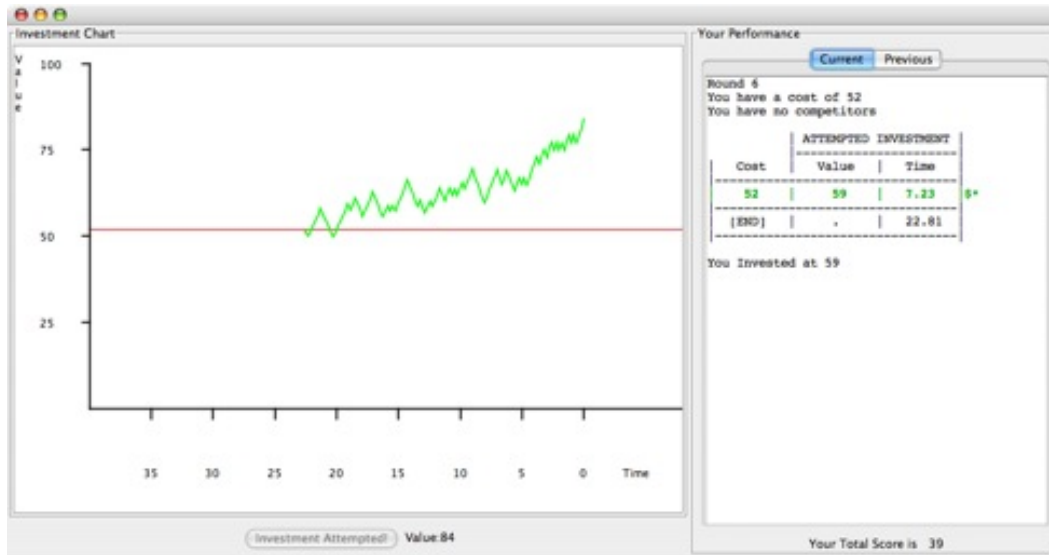 Investment Chart
Value
100
75
50
25
35 30 25 20 15 10 5 0 Time
Investment Attempted! Value:84
Your Performance
Current Previous
Round 6
You have a cost of 52
You have no competitors
| ATTEMPTED INVESTMENT |
| Cost | Value | Time |
| 52 | 59 | 7.23 |$*
| [END] | . | 22.81 |
You Invested at 59
Your Total Score is 39